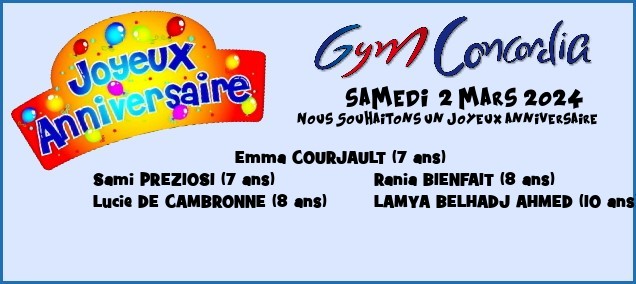 Joyeux
Anniversaire
Gym Concordia
SAMEDI 2 MARS 2024
NOUS SOUHAITONS UN JOYEUX ANNIVERSAIRE
Emma COURJAULT (7 ans)
Sami PREZIOSI (7 ans) Rania BIENFAIT (8 ans)
Lucie DE CAMBRONNE (8 ans) LAMYA BELHADJ AHMED (10 ans